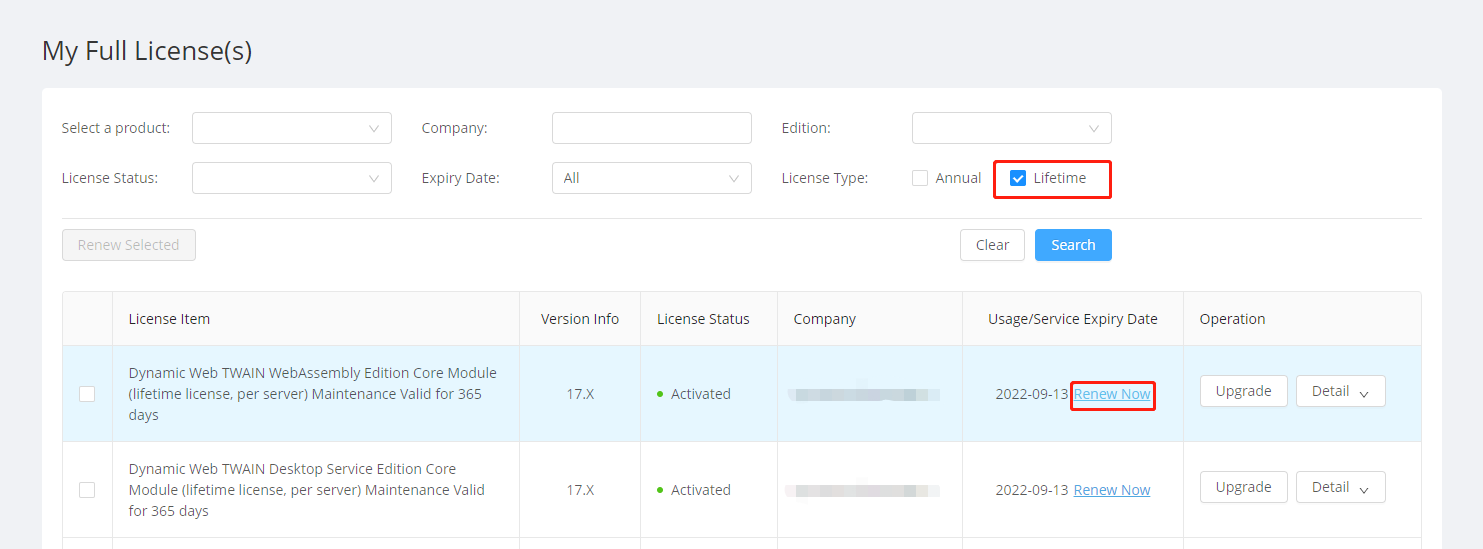 My Full License(s)
Select a product:
Company:
Edition:
License Status:
Expiry Date:
All
License Type:
Annual
Lifetime
Renew Selected
Clear
Search
License Item
Version Info
License Status
Company
Usage/Service Expiry Date
Operation
Dynamic Web TWAIN WebAssembly Edition Core Module
(lifetime license, per server) Maintenance Valid for 365
days
17.X
Activated
2022-09-13 Renew Now
Upgrade
Detail
Dynamic Web TWAIN Desktop Service Edition Core
Module (lifetime license, per server) Maintenance Valid
for 365 days
17.X
Activated
2022-09-13 Renew Now
Upgrade
Detail